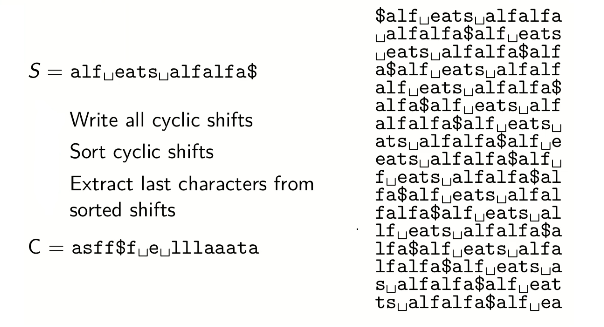 S = alf␣eats␣alfalfa$
Write all cyclic shifts
Sort cyclic shifts
Extract last characters from
sorted shifts
C = asff$f␣e␣lllaaata
$alf␣eats␣alfalfa
␣alfalfa$alf␣eats
␣eats␣alfalfa$alf
a$alf␣eats␣alfalf
alf␣eats␣alfalfa$
alfa$alf␣eats␣alf
alfalfa$alf␣eats␣
ats␣alfalfa$alf␣e
eats␣alfalfa$alf␣
f␣eats␣alfalfa$al
fa$alf␣eats␣alfal
falfa$alf␣eats␣al
lf␣eats␣alfalfa$a
lfa$alf␣eats␣alfa
lfalfa$alf␣eats␣a
s␣alfalfa$alf␣eat
ts␣alfalfa$alf␣ea